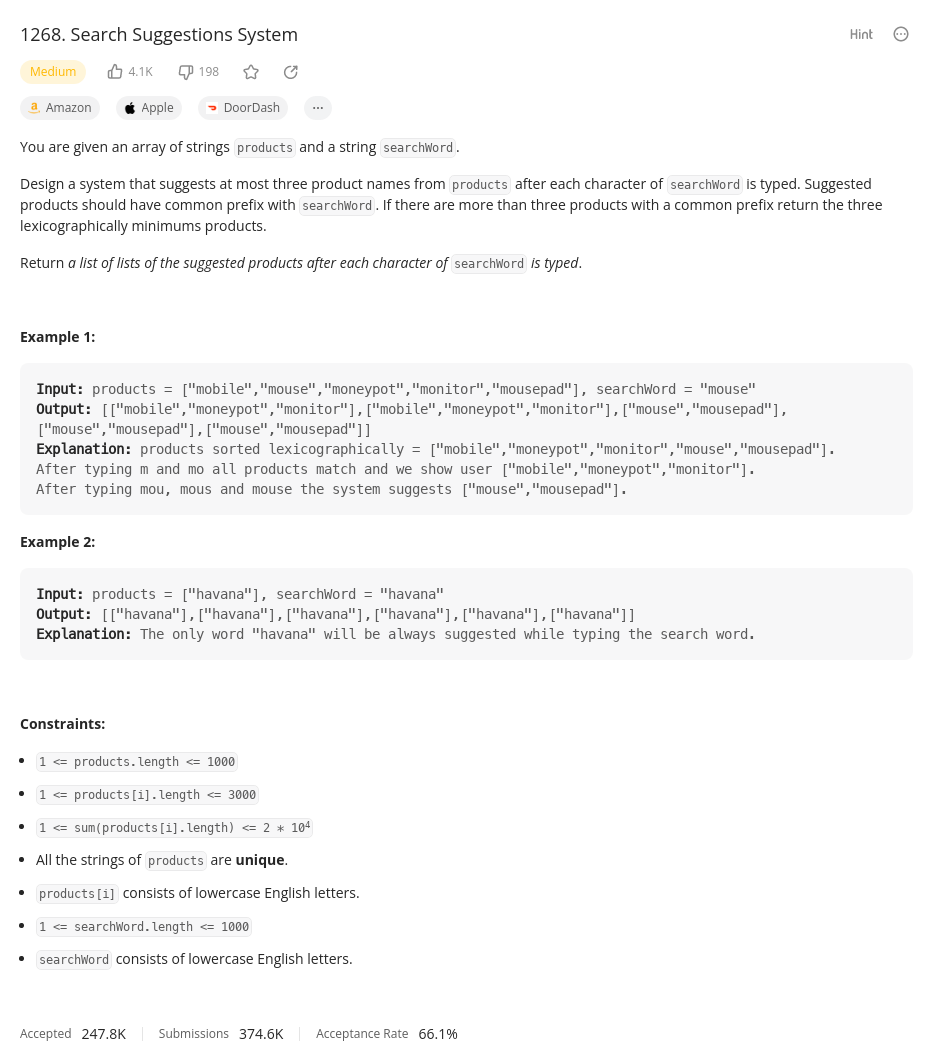 1268. Search Suggestions System
Hint
Medium 4.1K 198
Amazon Apple DoorDash ...
You are given an array of strings products and a string searchWord.
Design a system that suggests at most three product names from products after each character of searchWord is typed. Suggested
products should have common prefix with searchWord. If there are more than three products with a common prefix return the three
lexicographically minimums products.
Return a list of lists of the suggested products after each character of searchWord is typed.
Example 1:
Input: products = ["mobile","mouse","moneypot","monitor","mousepad"], searchWord = "mouse"
Output: [["mobile","moneypot","monitor"],["mobile","moneypot","monitor"],["mouse","mousepad"],
["mouse","mousepad"],["mouse","mousepad"]]
Explanation: products sorted lexicographically = ["mobile","moneypot","monitor","mouse","mousepad"].
After typing m and mo all products match and we show user ["mobile","moneypot","monitor"].
After typing mou, mous and mouse the system suggests ["mouse","mousepad"].
Example 2:
Input: products = ["havana"], searchWord = "havana"
Output: [["havana"],["havana"],["havana"],["havana"],["havana"],["havana"]]
Explanation: The only word "havana" will be always suggested while typing the search word.
Constraints:
• 1 <= products.length <= 1000
• 1 <= products[i].length <= 3000
• 1 <= sum(products[i].length) <= 2 * 10⁴
• All the strings of products are unique.
• products[i] consists of lowercase English letters.
• 1 <= searchWord.length <= 1000
• searchWord consists of lowercase English letters.
Accepted 247.8K Submissions 374.6K Acceptance Rate 66.1%